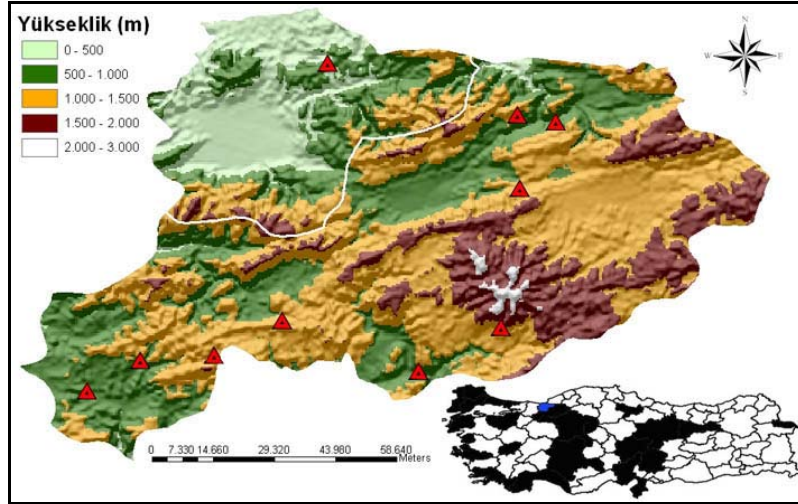 Yükseklik (m)
0 - 500
500 - 1.000
1.000 - 1.500
1.500 - 2.000
2.000 - 3.000
N
W E
S
0 7.330 14.660 29.320 43.980 58.640
Meters